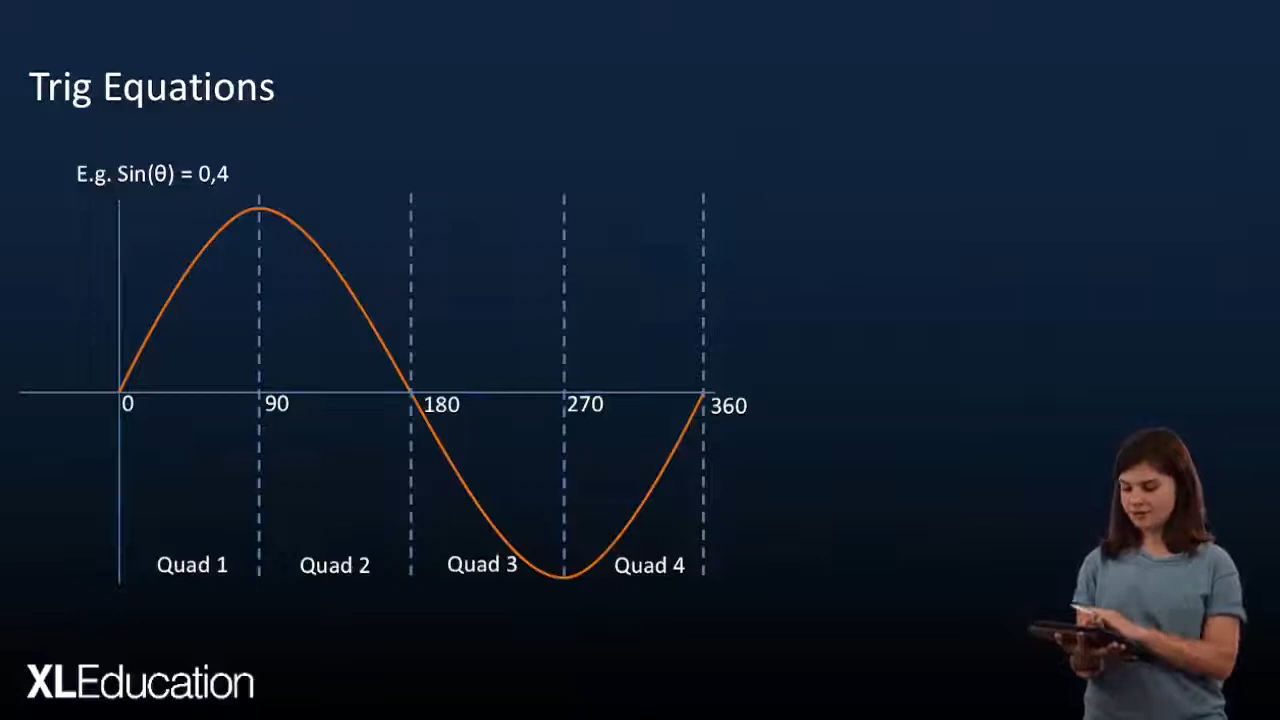 Trig Equations
E.g. Sin(θ) = 0,4
0
90
180
270
360
Quad 1
Quad 2
Quad 3
Quad 4
XLEducation